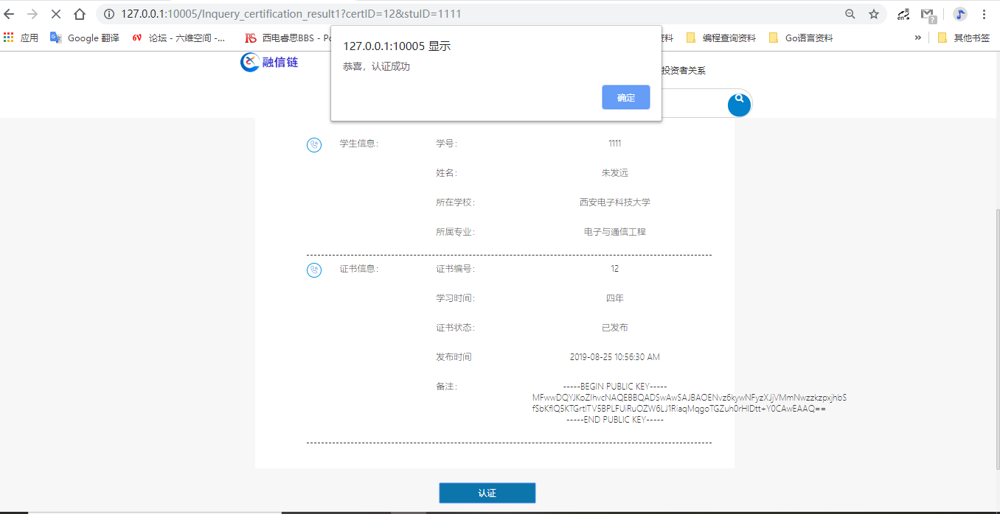 127.0.0.1:10005/Inquery_certification_result1?certID=12&stuID=1111
应用 Google 翻译 论坛 - 六维空间 -... 西电睿思BBS - Po 资料 编程查询资料 Go语言资料 » 其他书签
127.0.0.1:10005 显示
恭喜，认证成功
确定
融信链
投资者关系
学生信息： 学号： 1111
姓名： 朱发远
所在学校： 西安电子科技大学
所属专业： 电子与通信工程
证书信息： 证书编号： 12
学习时间： 四年
证书状态： 已发布
发布时间 2019-08-25 10:56:30 AM
备注： -----BEGIN PUBLIC KEY-----
-----END PUBLIC KEY-----
认证